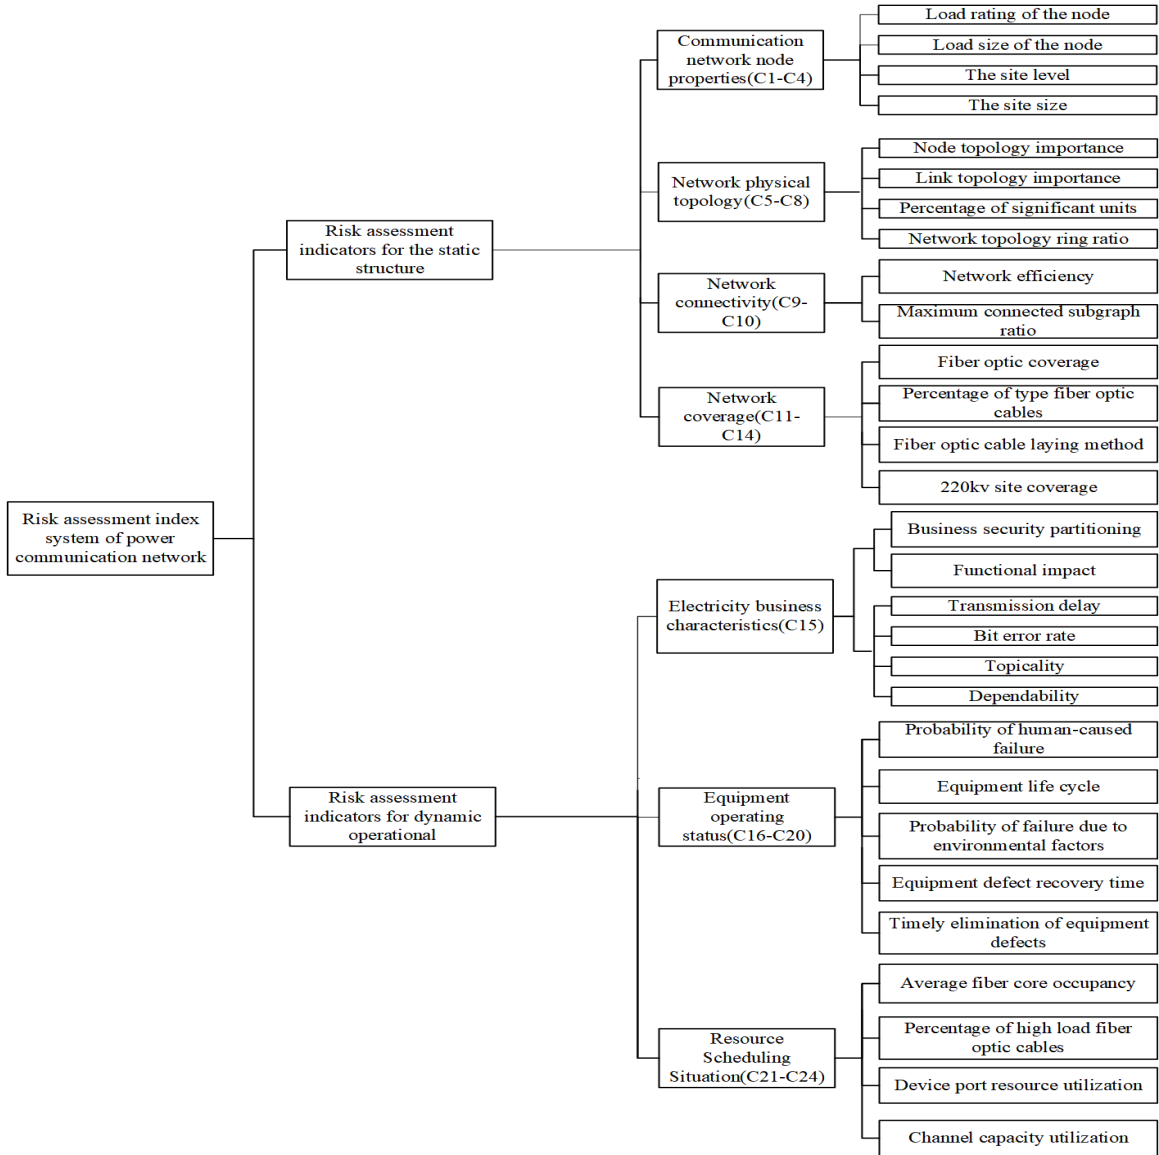 Risk assessment index
system of power
communication network
Risk assessment
indicators for the static
structure
Communication
network node
properties(C1-C4)
Load rating of the node
Load size of the node
The site level
The site size
Network physical
topology(C5-C8)
Node topology importance
Link topology importance
Percentage of significant units
Network topology ring ratio
Network
connectivity(C9-
C10)
Network efficiency
Maximum connected subgraph
ratio
Network
coverage(C11-
C14)
Fiber optic coverage
Percentage of type fiber optic
cables
Fiber optic cable laying method
220kv site coverage
Risk assessment
indicators for dynamic
operational
Electricity business
characteristics(C15)
Business security partitioning
Functional impact
Transmission delay
Bit error rate
Topicality
Dependability
Equipment
operating
status(C16-C20)
Probability of human-caused
failure
Equipment life cycle
Probability of failure due to
environmental factors
Equipment defect recovery time
Timely elimination of equipment
defects
Resource
Scheduling
Situation(C21-C24)
Average fiber core occupancy
Percentage of high load fiber
optic cables
Device port resource utilization
Channel capacity utilization